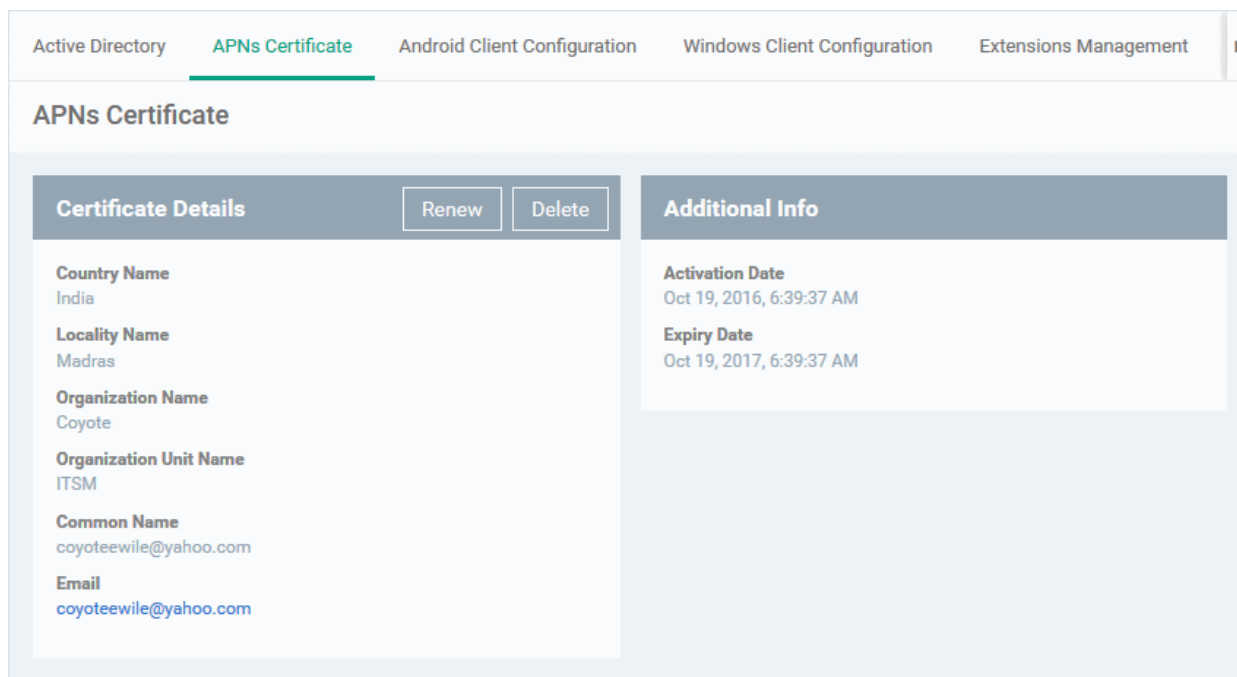 Active Directory APNs Certificate Android Client Configuration Windows Client Configuration Extensions Management
APNs Certificate
Certificate Details Renew Delete
Country Name
India
Locality Name
Madras
Organization Name
Coyote
Organization Unit Name
ITSM
Common Name
coyoteewile@yahoo.com
Email
coyoteewile@yahoo.com
Additional Info
Activation Date
Oct 19, 2016, 6:39:37 AM
Expiry Date
Oct 19, 2017, 6:39:37 AM